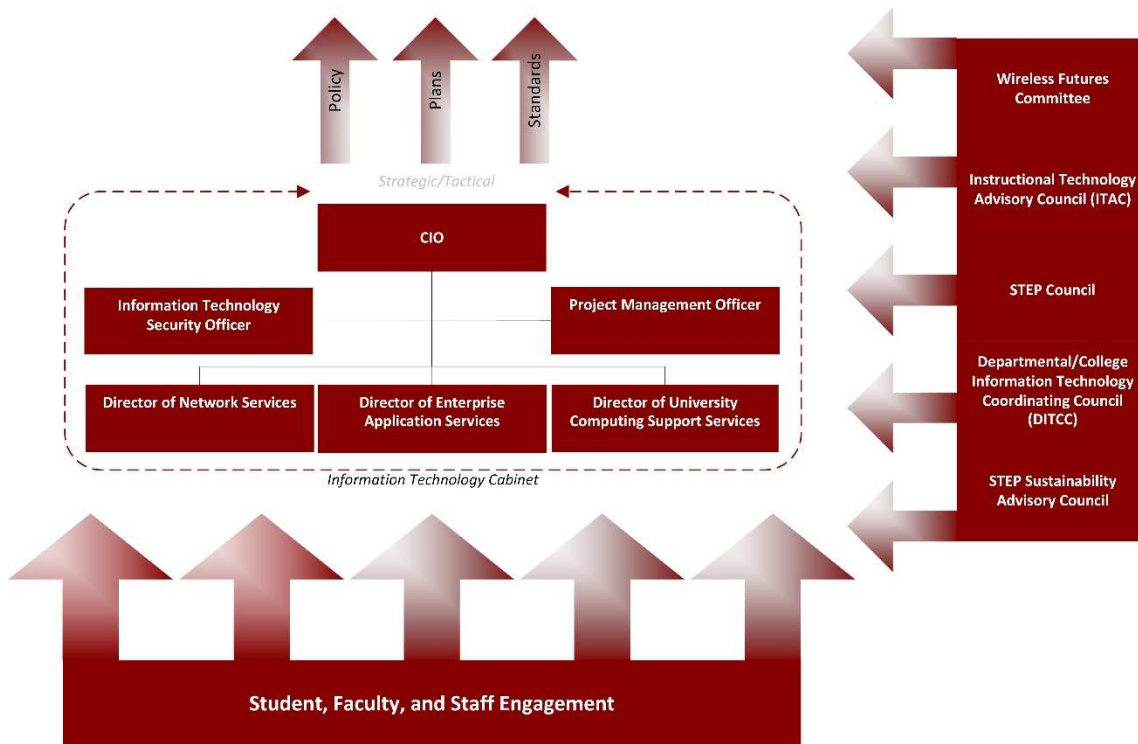 Policy
Plans
Standards
Strategic/Tactical
CIO
Information Technology
Security Officer
Project Management Officer
Director of Network Services
Director of Enterprise
Application Services
Director of University
Computing Support Services
Information Technology Cabinet
Wireless Futures
Committee
Instructional Technology
Advisory Council (ITAC)
STEP Council
Departmental/College
Information Technology
Coordinating Council
(DITCC)
STEP Sustainability
Advisory Council
Student, Faculty, and Staff Engagement